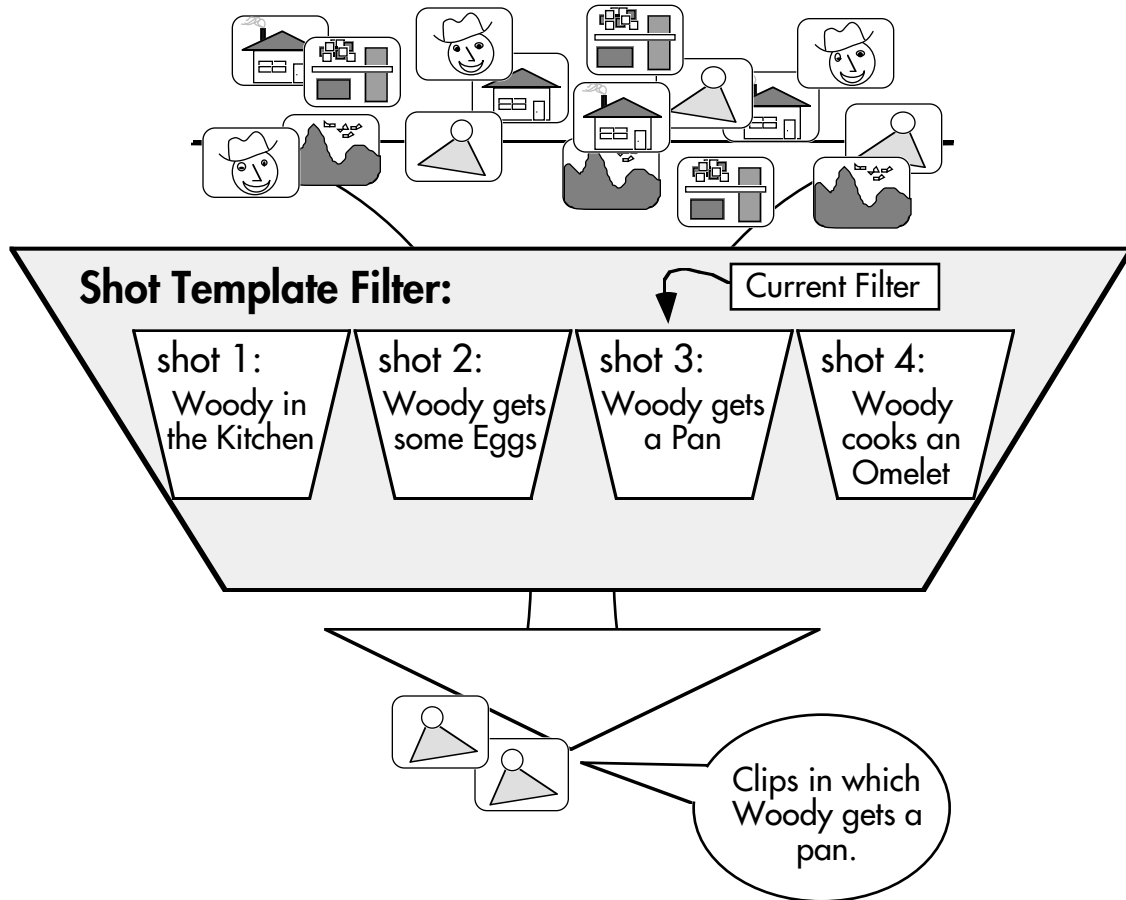 Shot Template Filter:
Current Filter
shot 1:
Woody in
the Kitchen
shot 2:
Woody gets
some Eggs
shot 3:
Woody gets
a Pan
shot 4:
Woody
cooks an
Omelet
Clips in which
Woody gets a
pan.